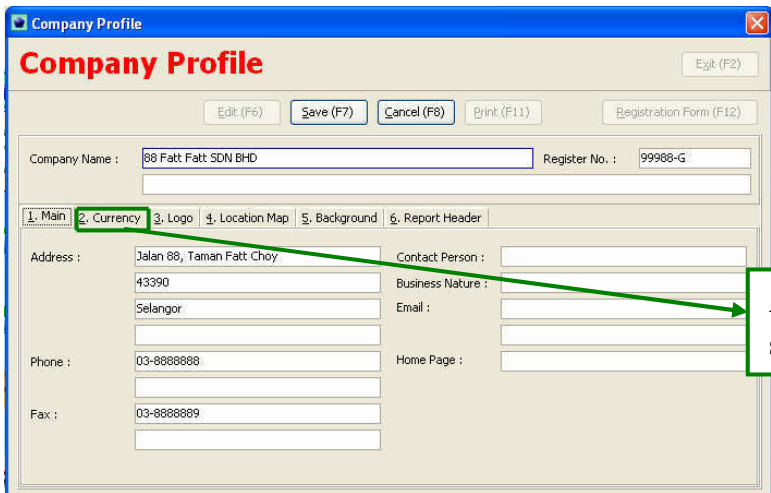 Company Profile
Company Profile
Exit (F2)
Edit (F6) Save (F7) Cancel (F8) Print (F11) Registration Form (F12)
Company Name : 88 Fatt Fatt SDN BHD Register No. : 99988-G
1. Main 2. Currency 3. Logo 4. Location Map 5. Background 6. Report Header
Address : Jalan 88, Taman Fatt Choy Contact Person :
43390 Business Nature :
Selangor Email :
Phone : 03-8888888 Home Page :
Fax : 03-8888889